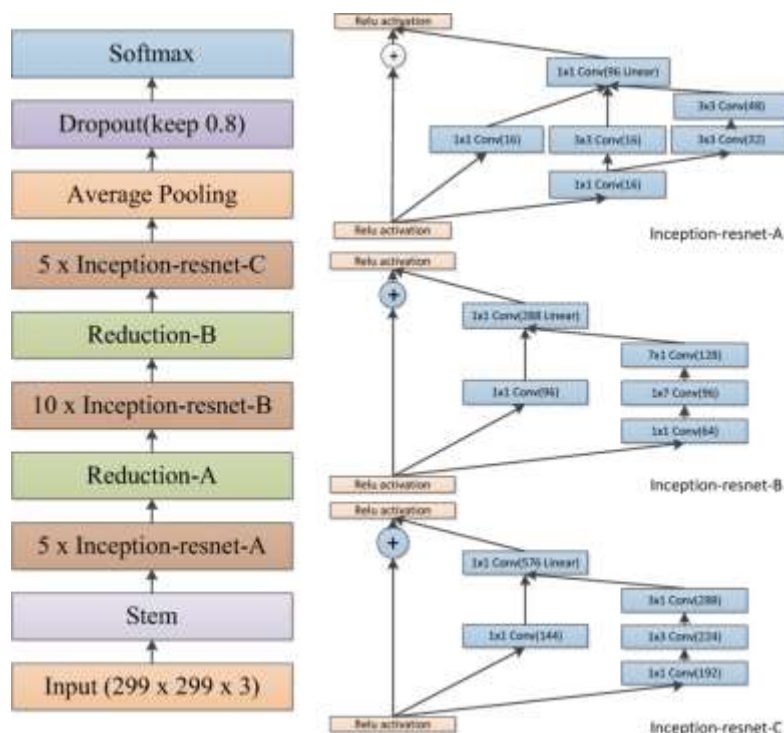 Softmax
Dropout(keep 0.8)
Average Pooling
5 x Inception-resnet-C
Reduction-B
10 x Inception-resnet-B
Reduction-A
5 x Inception-resnet-A
Stem
Input (299 x 299 x 3)
Relu activation
+
1x1 Conv(96 Linear)
3x3 Conv(48)
1x1 Conv(16)
3x3 Conv(16)
3x3 Conv(32)
1x1 Conv(16)
Relu activation
Inception-resnet-A
Relu activation
+
1x1 Conv(288 Linear)
7x1 Conv(128)
1x1 Conv(96)
1x7 Conv(96)
1x1 Conv(64)
Relu activation
Inception-resnet-B
Relu activation
+
1x1 Conv(576 Linear)
3x1 Conv(288)
1x1 Conv(144)
1x3 Conv(224)
1x1 Conv(192)
Relu activation
Inception-resnet-C